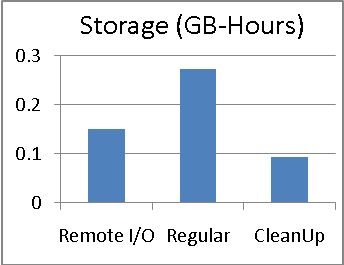 Storage (GB-Hours)
0.3
0.2
0.1
0
Remote I/O Regular CleanUp